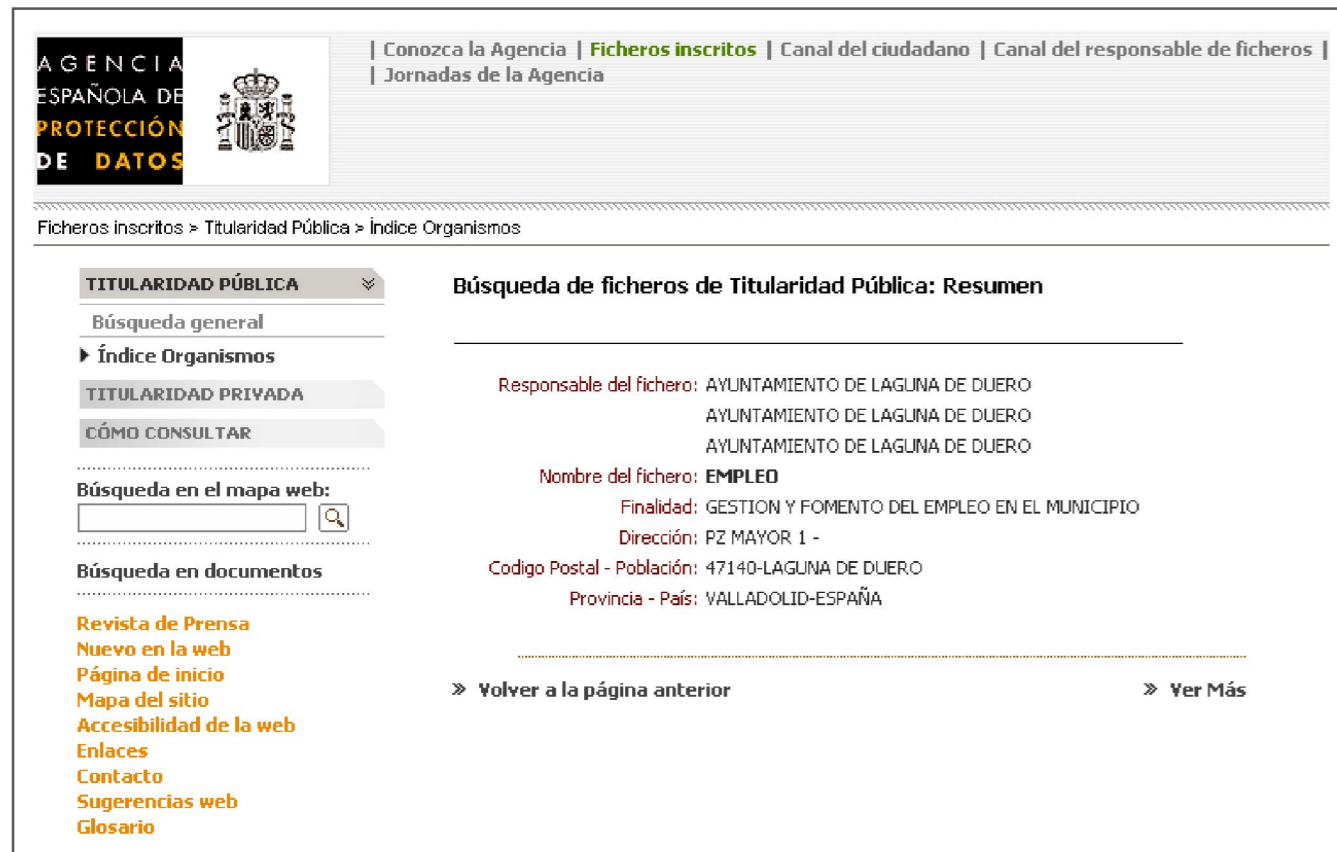 AGENCIA
ESPAÑOLA DE
PROTECCIÓN
DE DATOS
| Conozca la Agencia | Ficheros inscritos | Canal del ciudadano | Canal del responsable de ficheros |
| Jornadas de la Agencia
Ficheros inscritos > Titularidad Pública > Índice Organismos
TITULARIDAD PÚBLICA
Búsqueda general
Índice Organismos
TITULARIDAD PRIVADA
CÓMO CONSULTAR
Búsqueda en el mapa web:
Búsqueda en documentos
Revista de Prensa
Nuevo en la web
Página de inicio
Mapa del sitio
Accesibilidad de la web
Enlaces
Contacto
Sugerencias web
Glosario
Búsqueda de ficheros de Titularidad Pública: Resumen
Responsable del fichero: AYUNTAMIENTO DE LAGUNA DE DUERO
AYUNTAMIENTO DE LAGUNA DE DUERO
AYUNTAMIENTO DE LAGUNA DE DUERO
Nombre del fichero: EMPLEO
Finalidad: GESTION Y FOMENTO DEL EMPLEO EN EL MUNICIPIO
Dirección: PZ MAYOR 1 -
Codigo Postal - Población: 47140-LAGUNA DE DUERO
Provincia - País: VALLADOLID-ESPAÑA
» Volver a la página anterior » Ver Más